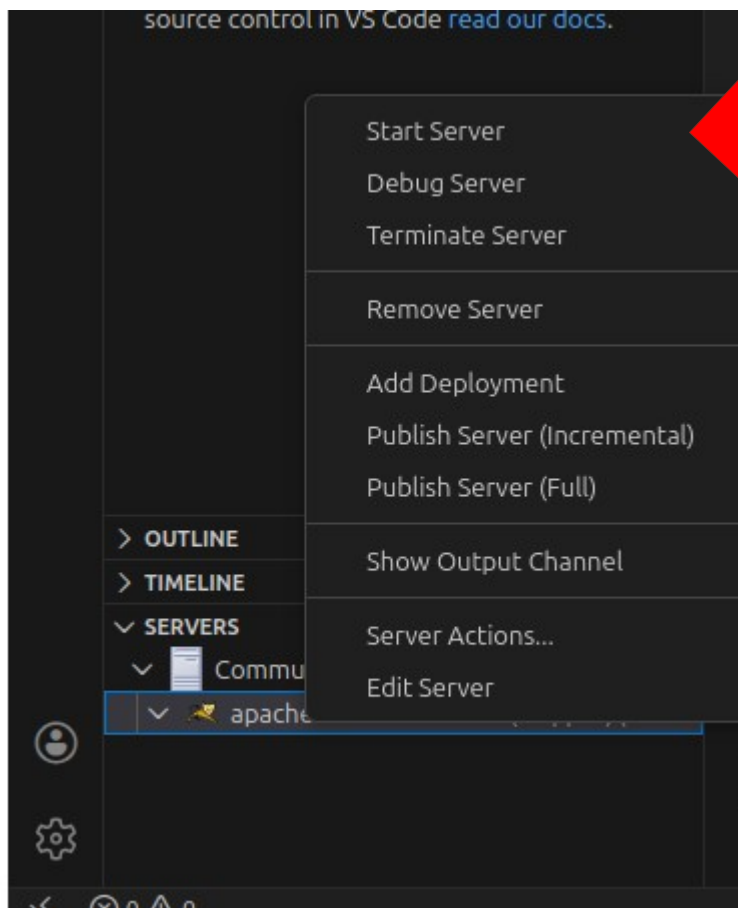 source control in VS Code read our docs.
Start Server
Debug Server
Terminate Server
Remove Server
Add Deployment
Publish Server (Incremental)
Publish Server (Full)
Show Output Channel
Server Actions...
Edit Server
OUTLINE
TIMELINE
SERVERS
Commu
apache